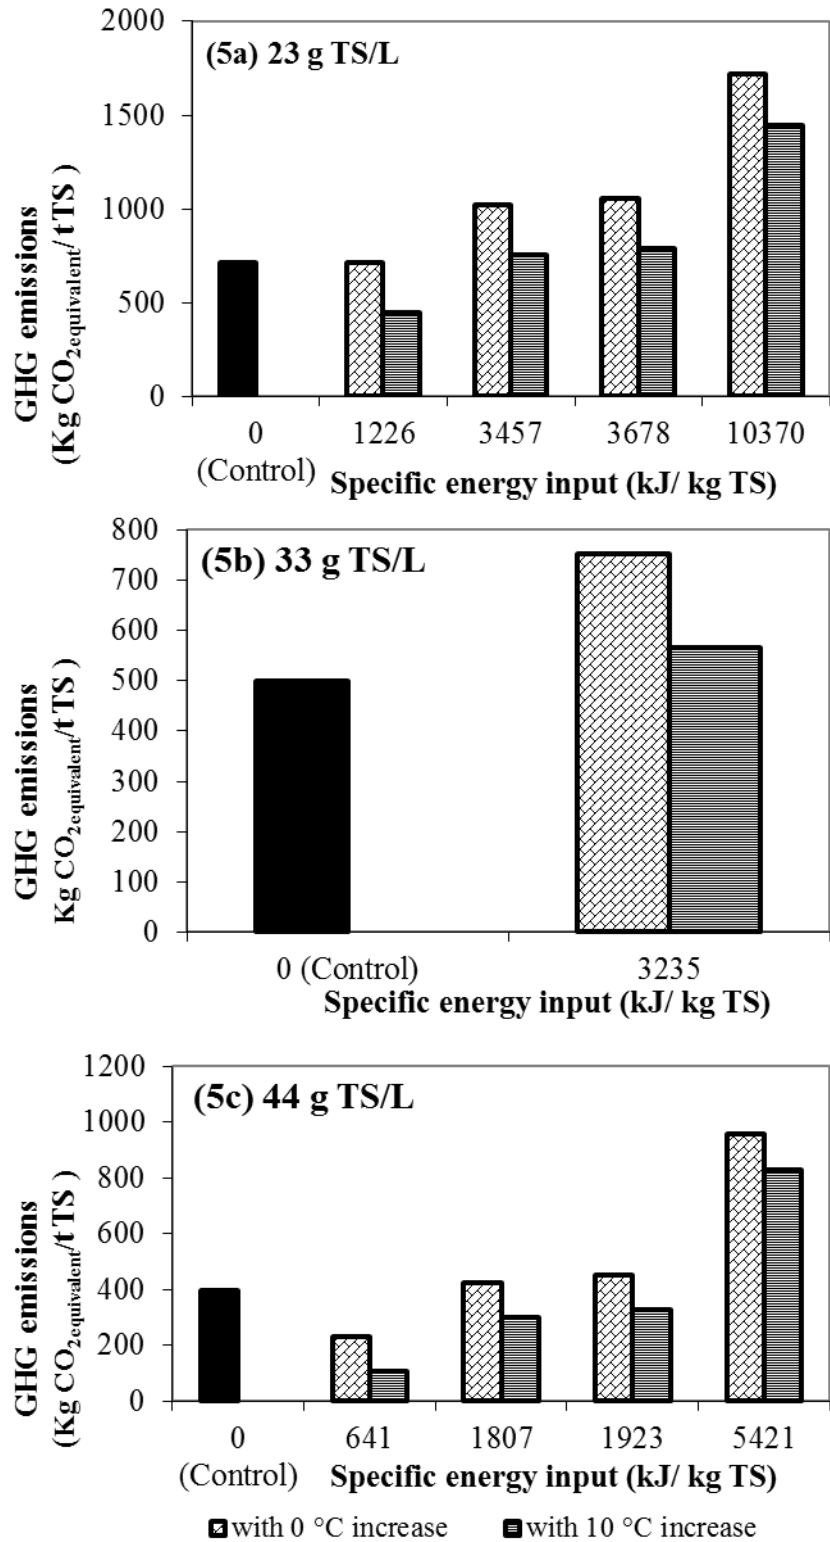 (5a) 23 g TS/L
GHG emissions
(Kg CO2equivalent/ tTS )
2000
1500
1000
500
0
0 1226 3457 3678 10370
(Control) Specific energy input (kJ/ kg TS)
(5b) 33 g TS/L
GHG emissions
Kg CO2equivalent/tTS )
800
700
600
500
400
300
200
100
0
0 (Control) 3235
Specific energy input (kJ/ kg TS)
(5c) 44 g TS/L
GHG emissions
(Kg CO2equivalent/tTS )
1200
1000
800
600
400
200
0
0 641 1807 1923 5421
(Control) Specific energy input (kJ/ kg TS)
with 0 °C increase with 10 °C increase